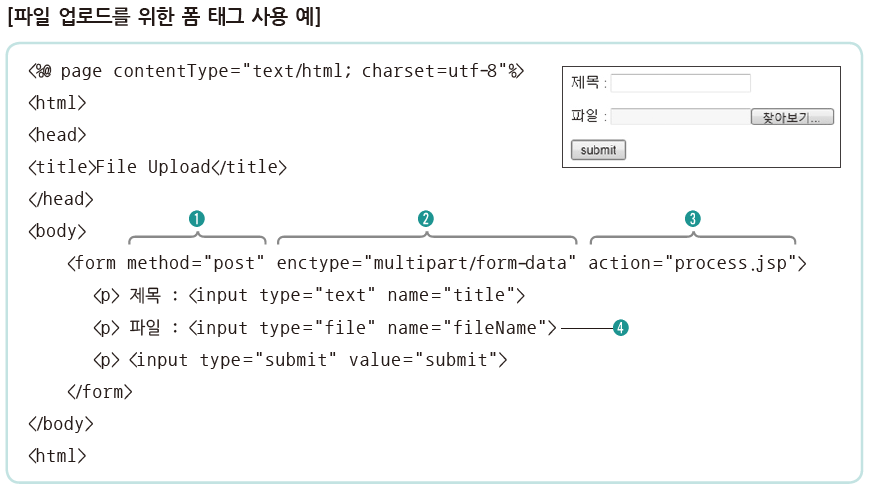 [파일 업로드를 위한 폼 태그 사용 예]
<%@ page contentType="text/html; charset=utf-8"%>
<html>
<head>
<title>File Upload</title>
</head>
<body>
제목 :
파일 : 찾아보기...
submit
1 2 3
<form method="post" enctype="multipart/form-data" action="process.jsp">
<p> 제목 : <input type="text" name="title">
<p> 파일 : <input type="file" name="fileName"> 4
<p> <input type="submit" value="submit">
</form>
</body>
<html>